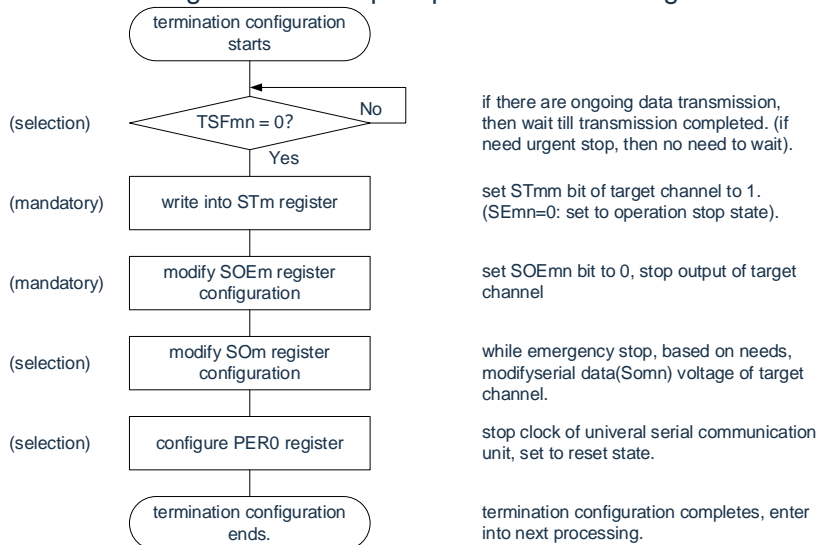 termination configuration
starts
(selection)
TSFmn = 0?
No
Yes
if there are ongoing data transmission,
then wait till transmission completed. (if
need urgent stop, then no need to wait).
(mandatory)
write into STm register
set STmm bit of target channel to 1.
(SEmn=0: set to operation stop state).
(mandatory)
modify SOEm register
configuration
set SOEmn bit to 0, stop output of target
channel
(selection)
modify SOm register
configuration
while emergency stop, based on needs,
modifyserial data(Somn) voltage of target
channel.
(selection)
configure PER0 register
stop clock of univeral serial communication
unit, set to reset state.
termination configuration
ends.
termination configuration completes, enter
into next processing.